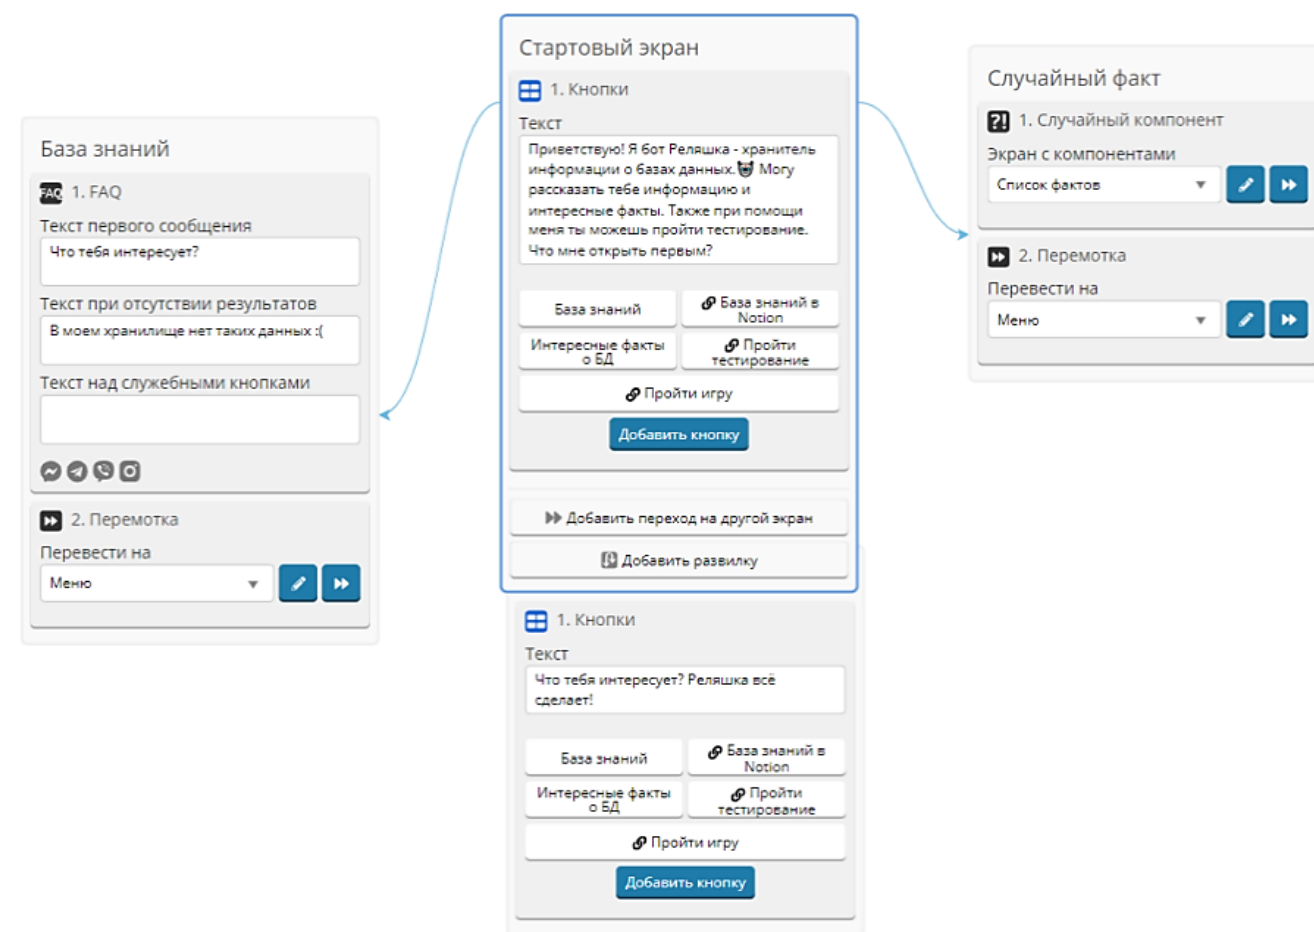 База знаний
FAQ 1. FAQ
Текст первого сообщения
Что тебя интересует?
Текст при отсутствии результатов
В моем хранилище нет таких данных :(
Текст над служебными кнопками
2. Перемотка
Перевести на
Меню
Стартовый экран
1. Кнопки
Текст
Приветствую! Я бот Реляшка - хранитель
информации о базах данных. Могу
рассказать тебе информацию и
интересные факты. Также при помощи
меня ты можешь пройти тестирование.
Что мне открыть первым?
База знаний
База знаний в
Notion
Интересные факты
о БД
Пройти
тестирование
Пройти игру
Добавить кнопку
Добавить переход на другой экран
Добавить развилку
1. Кнопки
Текст
Что тебя интересует? Реляшка всё
сделает!
База знаний
База знаний в
Notion
Интересные факты
о БД
Пройти
тестирование
Пройти игру
Добавить кнопку
Случайный факт
?! 1. Случайный компонент
Экран с компонентами
Список фактов
2. Перемотка
Перевести на
Меню